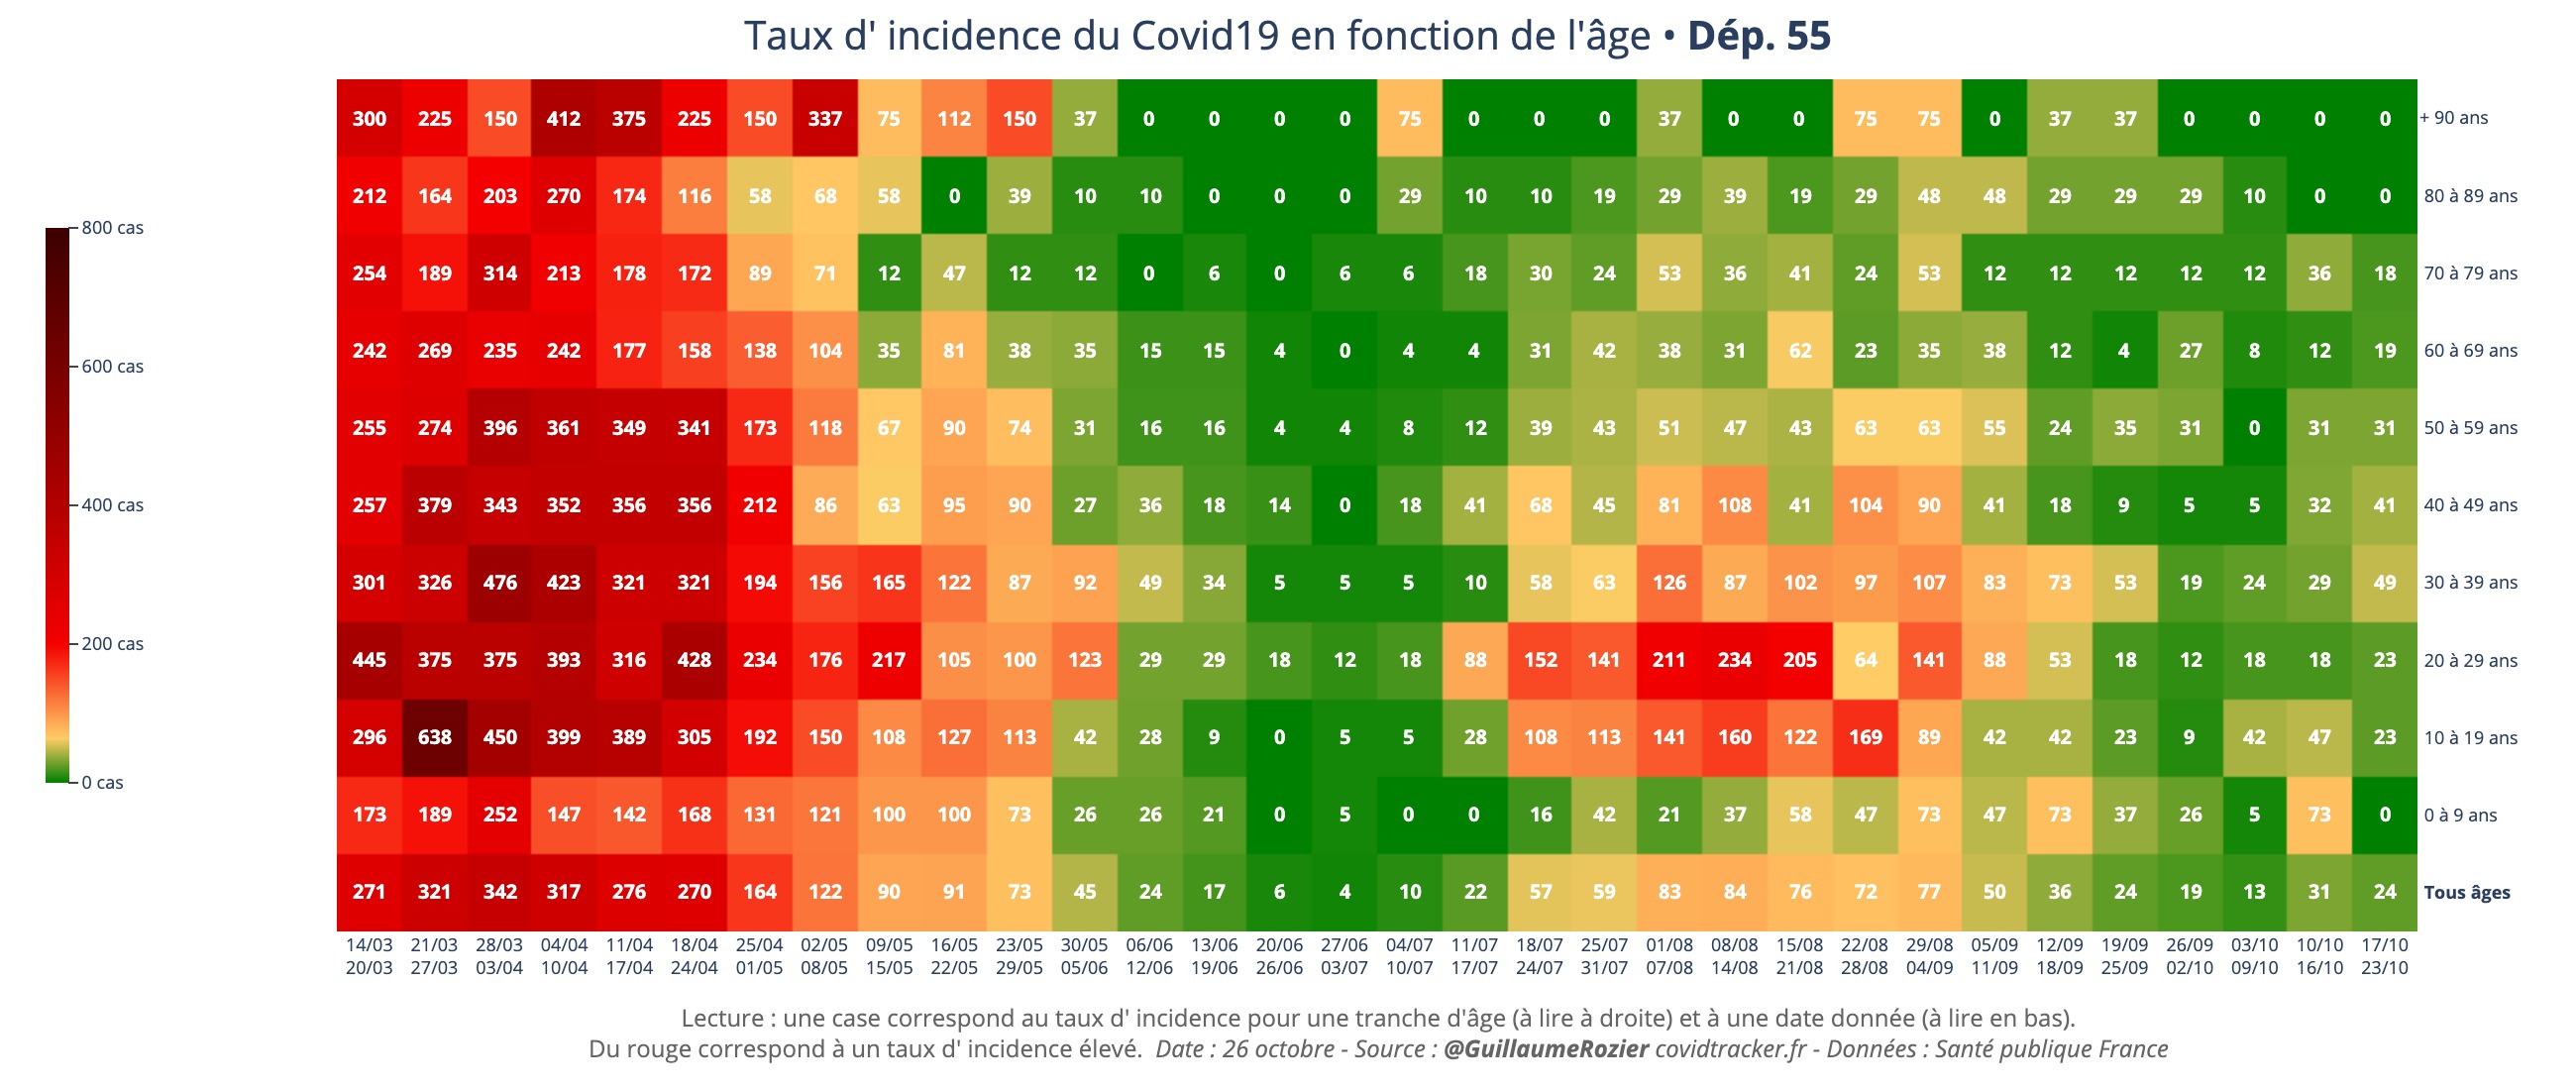 Taux d' incidence du Covid19 en fonction de l'âge • Dép. 55
800 cas
600 cas
400 cas
200 cas
0 cas
300 225 150 412 375 225 150 337 75 112 150 37 0 0 0 0 75 0 0 0 37 0 0 75 75 0 37 37 0 0 0 0 + 90 ans
212 164 203 270 174 116 58 68 58 0 39 10 10 0 0 0 29 10 10 19 29 39 19 29 48 48 29 29 29 10 0 0 80 à 89 ans
254 189 314 213 178 172 89 71 12 47 12 12 0 6 0 6 6 18 30 24 53 36 41 24 53 12 12 12 12 12 36 18 70 à 79 ans
242 269 235 242 177 158 138 104 35 81 38 35 15 15 4 0 4 4 31 42 38 31 62 23 35 38 12 4 27 8 12 19 60 à 69 ans
255 274 396 361 349 341 173 118 67 90 74 31 16 16 4 4 8 12 39 43 51 47 43 63 63 55 24 35 31 0 31 31 50 à 59 ans
257 379 343 352 356 356 212 86 63 95 90 27 36 18 14 0 18 41 68 45 81 108 41 104 90 41 18 9 5 5 32 41 40 à 49 ans
301 326 476 423 321 321 194 156 165 122 87 92 49 34 5 5 5 10 58 63 126 87 102 97 107 83 73 53 19 24 29 49 30 à 39 ans
445 375 375 393 316 428 234 176 217 105 100 123 29 29 18 12 18 88 152 141 211 234 205 64 141 88 53 18 12 18 18 23 20 à 29 ans
296 638 450 399 389 305 192 150 108 127 113 42 28 9 0 5 5 28 108 113 141 160 122 169 89 42 42 23 9 42 47 23 10 à 19 ans
173 189 252 147 142 168 131 121 100 100 73 26 26 21 0 5 0 0 16 42 21 37 58 47 73 47 73 37 26 5 73 0 0 à 9 ans
271 321 342 317 276 270 164 122 90 91 73 45 24 17 6 4 10 22 57 59 83 84 76 72 77 50 36 24 19 13 31 24 Tous âges
14/03 21/03 28/03 04/04 11/04 18/04 25/04 02/05 09/05 16/05 23/05 30/05 06/06 13/06 20/06 27/06 04/07 11/07 18/07 25/07 01/08 08/08 15/08 22/08 29/08 05/09 12/09 19/09 26/09 03/10 10/10 17/10
20/03 27/03 03/04 10/04 17/04 24/04 01/05 08/05 15/05 22/05 29/05 05/06 12/06 19/06 26/06 03/07 10/07 17/07 24/07 31/07 07/08 14/08 21/08 28/08 04/09 11/09 18/09 25/09 02/10 09/10 16/10 23/10
Lecture : une case correspond au taux d' incidence pour une tranche d'âge (à lire à droite) et à une date donnée (à lire en bas).
Du rouge correspond à un taux d' incidence élevé. Date : 26 octobre - Source : @GuillaumeRozier covidtracker.fr - Données : Santé publique France